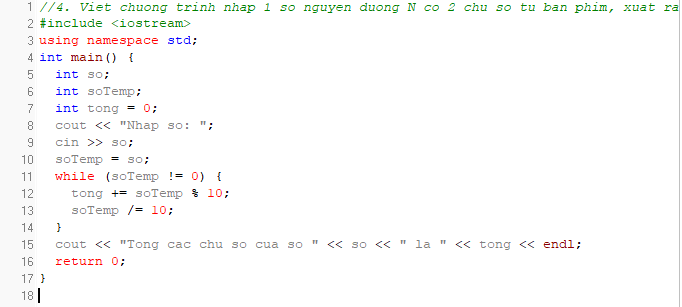 1 //4. Viet chuong trinh nhap 1 so nguyen duong N co 2 chu so tu ban phim, xuat ra
2 #include <iostream>
3 using namespace std;
4 int main() {
5 int so;
6 int soTemp;
7 int tong = 0;
8 cout << "Nhap so: ";
9 cin >> so;
10 soTemp = so;
11 while (soTemp != 0) {
12 tong += soTemp % 10;
13 soTemp /= 10;
14 }
15 cout << "Tong cac chu so cua so " << so << " la " << tong << endl;
16 return 0;
17 }
18